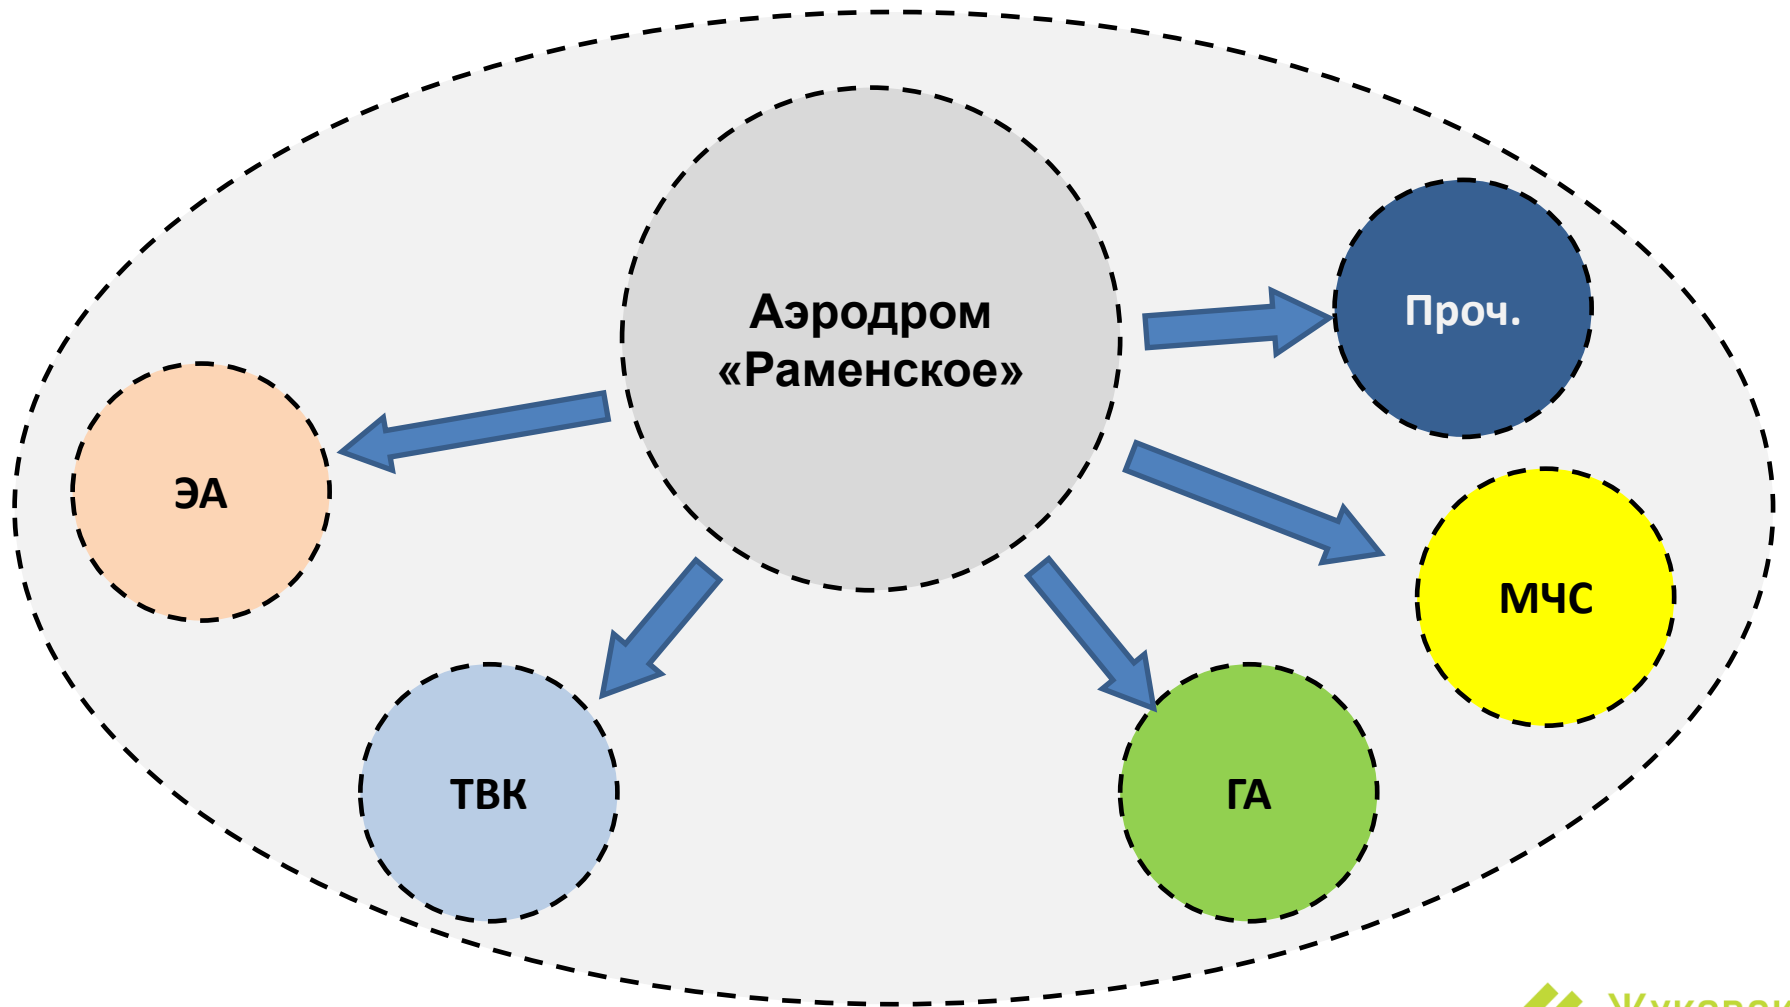 Аэродром
«Раменское»
Проч.
ЭА
МЧС
ТВК
ГА